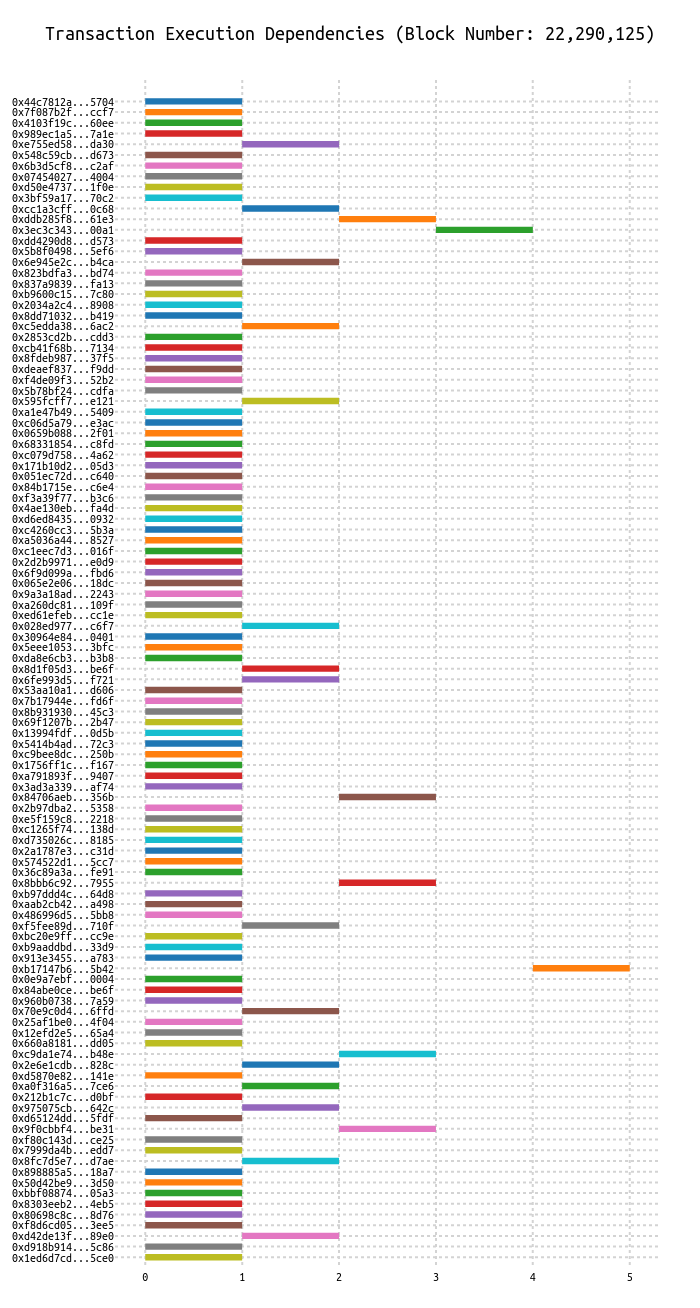 Transaction Execution Dependencies (Block Number: 22,290,125)
0x44c7812a...5704
0x7f087b2f...ccf7
0x4103f19c...60ee
0x989ec1a5...7a1e
0xe755ed58...da30
0x548c59cb...d673
0x6b3d5cf8...c2af
0x07454027...4004
0xd50e4737...1f0e
0x3bf59a17...70c2
0xcc1a3cff...0c68
0xddb285f8...61e3
0x3ec3c343...00a1
0xdd4290d8...d573
0x5b8f0498...5ef6
0x6e945e2c...b4ca
0x823bdfa3...bd74
0x837a9839...fa13
0xb9600c15...7c80
0x2034a2c4...8908
0x8dd71032...b419
0xc5edda38...6ac2
0x2853cd2b...cdd3
0xcb41f68b...7134
0x8fdeb987...37f5
0xdeaef837...f9dd
0xf4de09f3...52b2
0x5b78bf24...cdfa
0x595fcff7...e121
0xa1e47b49...5409
0xc06d5a79...e3ac
0x0659b088...2f01
0x68331854...c8fd
0xc079d758...4a62
0x171b10d2...05d3
0x051ec72d...c640
0x84b1715e...c6e4
0xf3a39f77...b3c6
0x4ae130eb...fa4d
0xd6ed8435...0932
0xc4260cc3...5b3a
0xa5036a44...8527
0xc1eec7d3...016f
0x2d2b9971...e0d9
0x6f9d099a...fbd6
0x065e2e06...18dc
0x9a3a18ad...2243
0xa260dc81...109f
0xed61efeb...cc1e
0x028ed977...c6f7
0x30964e84...0401
0x5eee1053...3bfc
0xda8e6cb3...b3b8
0x8d1f05d3...be6f
0x6fe993d5...f721
0x53aa10a1...d606
0x7b17944e...fd6f
0x8b931930...45c3
0x69f1207b...2b47
0x13994fdf...0d5b
0x5414b4ad...72c3
0xc9bee8dc...250b
0x1756ff1c...f167
0xa791893f...9407
0x3ad3a339...af74
0x84706aeb...356b
0x2b97dba2...5358
0xe5f159c8...2218
0xc1265f74...138d
0xd735026c...8185
0x2a1787e3...c31d
0x574522d1...5cc7
0x36c89a3a...fe91
0x8bbb6c92...7955
0xb97ddd4c...64d8
0xaab2cb42...a498
0x486996d5...5bb8
0xf5fee89d...710f
0xbc20e9ff...cc9e
0xb9aaddbd...33d9
0x913e3455...a783
0xb17147b6...5b42
0x0e9a7ebf...0004
0x84abe0ce...be6f
0x960b0738...7a59
0x70e9c0d4...6ffd
0x25af1be0...4f04
0x12efd2e5...65a4
0x660a8181...dd05
0xc9da1e74...b48e
0x2e6e1cdb...828c
0xd5870e82...141e
0xa0f316a5...7ce6
0x212b1c7c...d0bf
0x975075cb...642c
0xd65124dd...5fdf
0x9f0cbbf4...be31
0xf80c143d...ce25
0x7999da4b...edd7
0x8fc7d5e7...d7ae
0x898885a5...18a7
0x50d42be9...3d50
0xbbf08874...05a3
0x8303eeb2...4eb5
0x80698c8c...8d76
0xf8d6cd05...3ee5
0xd42de13f...89e0
0xd918b914...5c86
0x1ed6d7cd...5ce0
0 1 2 3 4 5